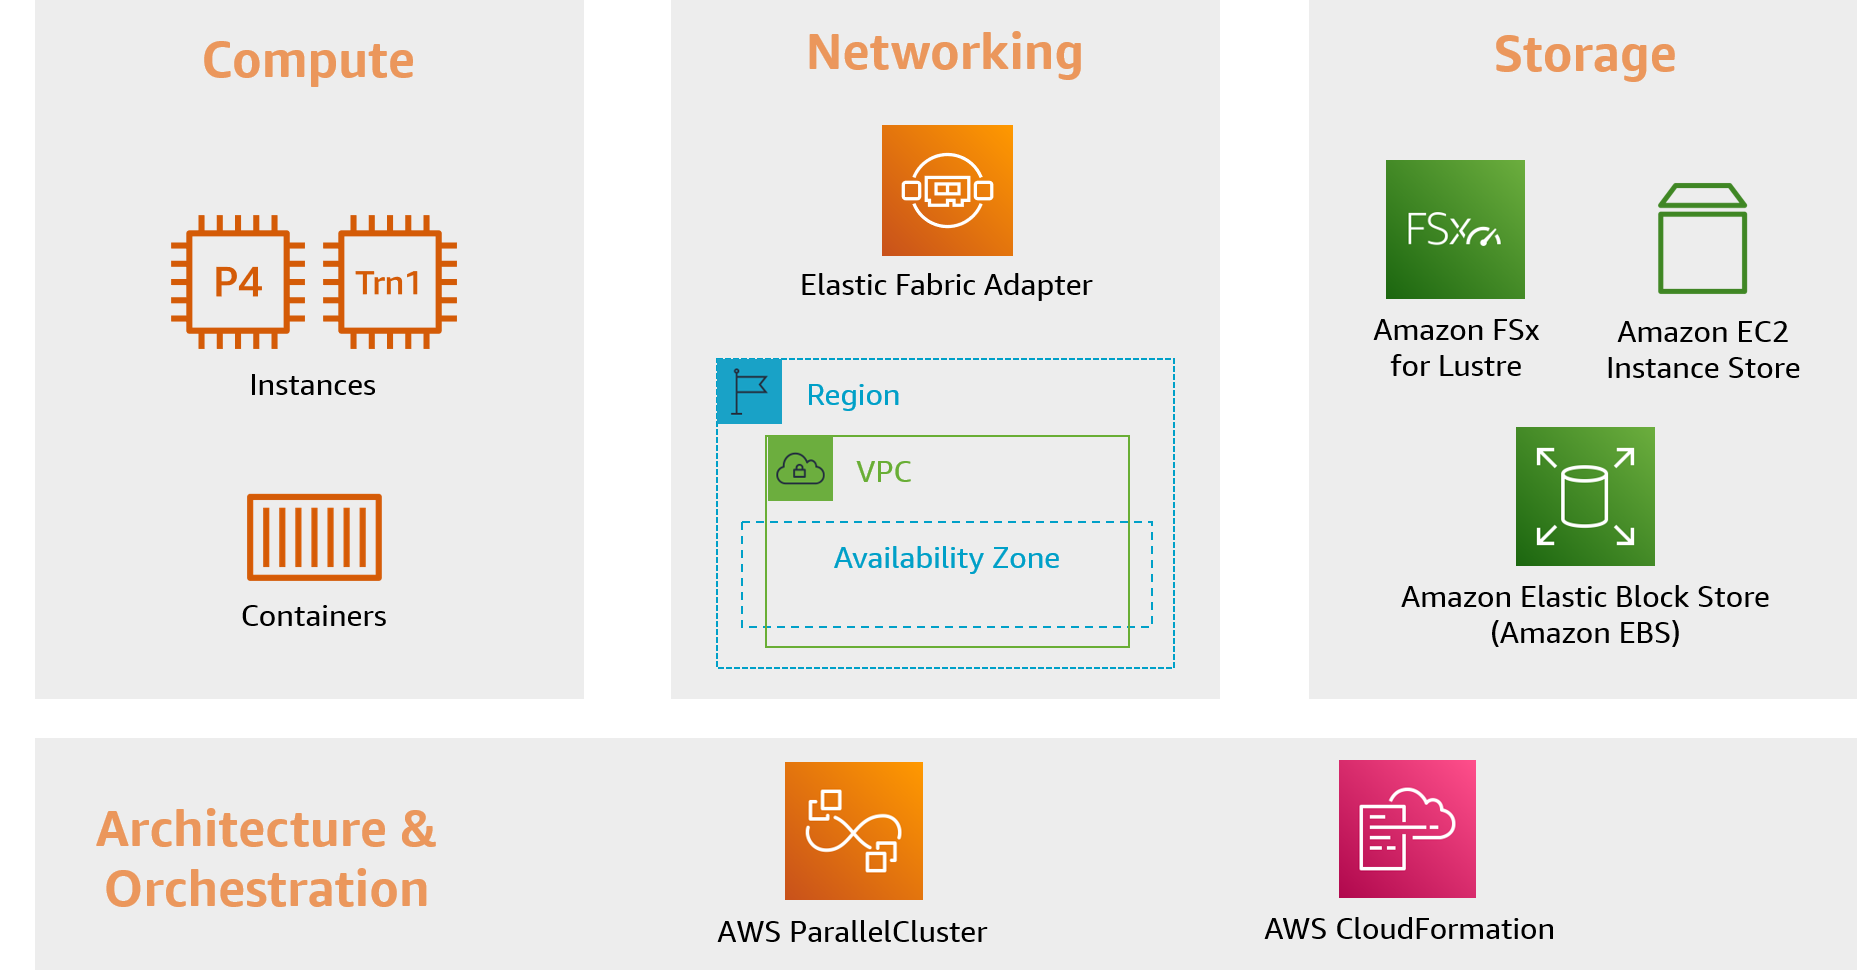 Compute
P4
Trn1
Instances
Containers
Networking
Elastic Fabric Adapter
Region
VPC
Availability Zone
Storage
FSx
Amazon FSx
for Lustre
Amazon EC2
Instance Store
Amazon Elastic Block Store
(Amazon EBS)
Architecture &
Orchestration
AWS ParallelCluster
AWS CloudFormation